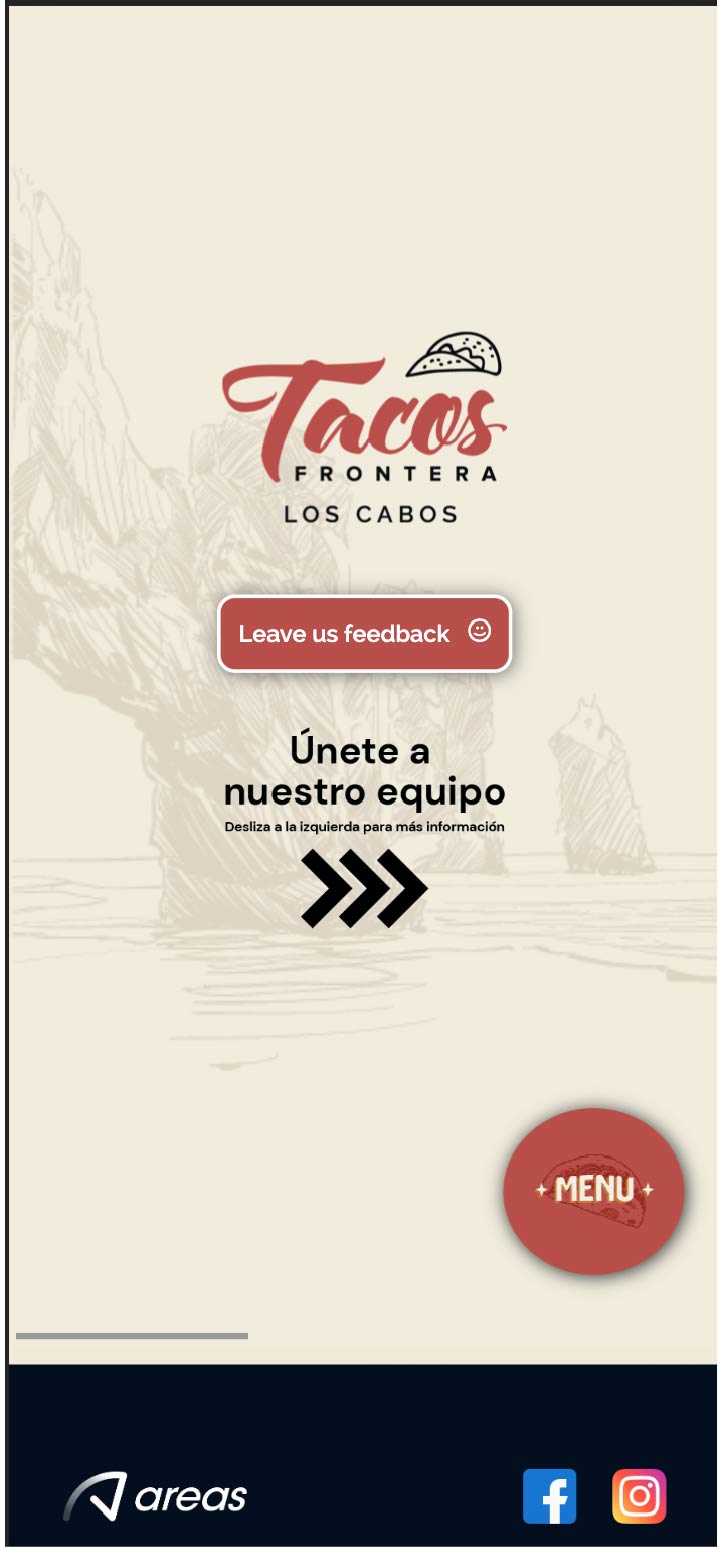 Tacos
FRONTERA
LOS CABOS
Leave us feedback
Únete a
nuestro equipo
Desliza a la izquierda para más información
MENU
areas